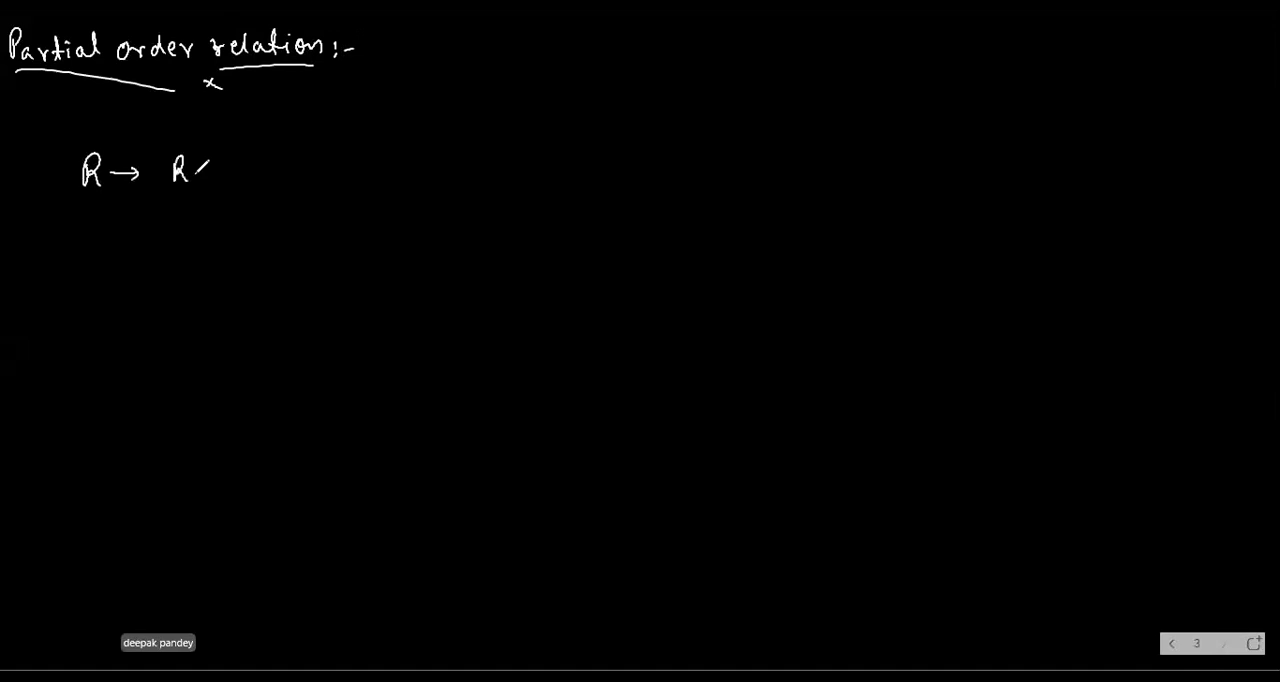 Partial order relation :-
x
R → R
deepak pandey
3